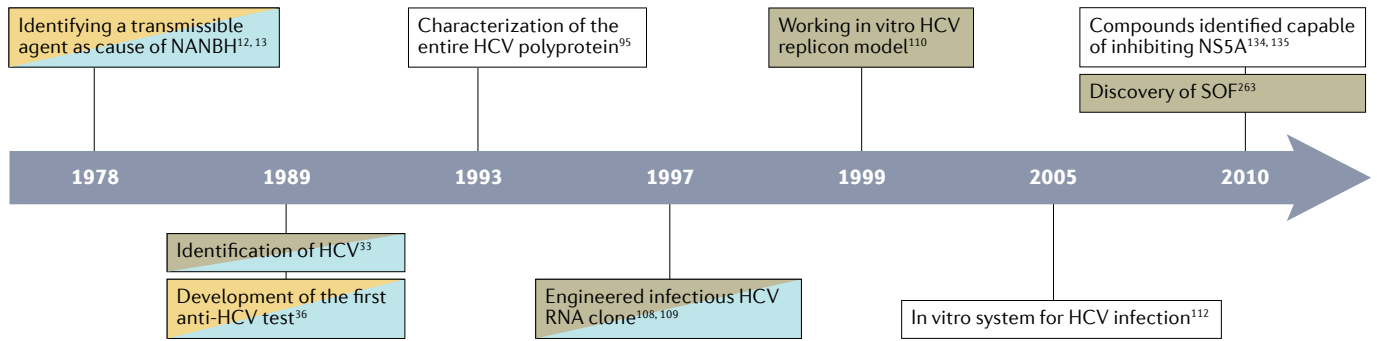 Identifying a transmissible
agent as cause of NANBH12, 13
Characterization of the
entire HCV polyprotein95
Working in vitro HCV
replicon model110
Compounds identified capable
of inhibiting NS5A134, 135
Discovery of SOF263
1978 1989 1993 1997 1999 2005 2010
Identification of HCV33
Development of the first
anti-HCV test36
Engineered infectious HCV
RNA clone108, 109
In vitro system for HCV infection112